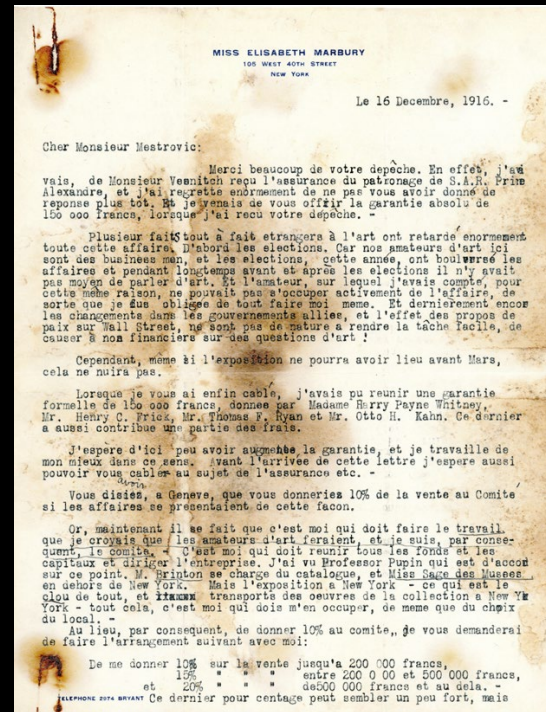 MISS ELISABETH MARBURY
105 WEST 40TH STREET
NEW YORK
Le 16 Decembre, 1916. -
Cher Monsieur Mestrovic:
Merci beaucoup de votre depêche. En effet, j'avais
vais, de Monsieur Vesnitch reçu l'assurance du patronage de S.A.R. Prins
Alexandre, et j'ai regrette enormement de ne pas vous avoir donné de
reponse plus tôt. Et je venais de vous offrir la garantie absolu de
150 000 francs, lorsque j'ai recu votre depêche. -
Plusieur faits tout à fait etrangers à l'art ont retardé enormement
toute cette affaire. D'abord les elections. Car nos amateurs d'art ici
sont des business men, et les elections, cette année, ont boulversé les
affaires et pendant longtemps avant et après les elections il n'y avait
pas moyen de parler d'art. Et l'amateur, sur lequel j'avais compté, pour
cette même raison, ne pouvait pas s'occuper activement de l'affaire, de
sorte que je fus obligée de tout faire moi meme. Et dernierement encore
les changements dans les gouvernements allies, et l'effet des propos de
paix sur Wall Street, ne sont pas de nature a rendre la tâche facile, de
causer à nos financiers sur des questions d'art !
Cependant, même si l'exposition ne pourra avoir lieu avant Mars,
cela ne nuira pas.
Lorsque je vous ai enfin cablé, j'avais pu reunir une garantie
formelle de 150 000 francs, donnes par Madame Harry Payne Whitney,
Mr. Henry C. Frick, Mr. Thomas F. Ryan et Mr. Otto H. Kahn. Ce dernier
a aussi contribue une partie des frais.
J'espere d'ici peu avoir augmenté la garantie, et je travaille de
mon mieux dans ce sens. Avant l'arrivée de cette lettre j'espere aussi
pouvoir vous cabler au sujet de l'assurance etc. -
avoir
Vous disiez, a Geneve, que vous donneriez 10% de la vente au Comité
si les affaires se présentaient de cette facon.
Or, maintenant il se fait que c'est moi qui doit faire le travail
que je croyais que les amateurs d'art feraient, et je suis, par conse-
quent, le comité. - C'est moi qui doit reunir tous les fonds et les
capitaux et diriger l'entreprise. J'ai vu Professor Pupin qui est d'accord
sur ce point. M. Brinton se charge du catalogue, et Miss Sage des Musees
en dehors de New York. Mais l'exposition a New York - ce qui est le
clou de tout, et transports des oeuvres de la collection a New York
York - tout cela, c'est moi qui dois m'en occuper, de meme que du choix
du local. -
Au lieu, par consequent, de donner 10% au comite, je vous demanderai
de faire l'arrangement suivant avec moi:
De me donner 10% sur la vente jusqu'a 200 000 francs,
15% " " " entre 200 0 00 et 500 000 francs,
et 20% " " " de500 000 francs et au dela. -
TELEPHONE 2974 BRYANT Ce dernier pour centage peut sembler un peu fort, mais